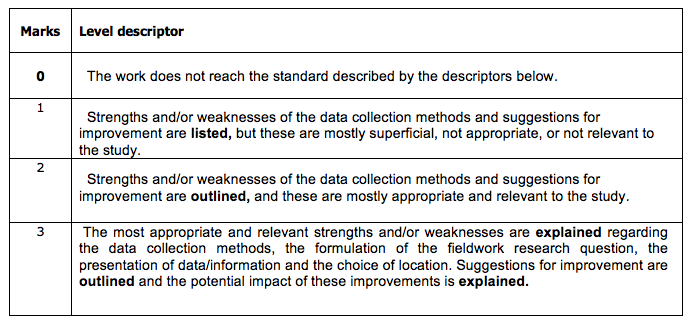 Marks Level descriptor
0 The work does not reach the standard described by the descriptors below.
1 Strengths and/or weaknesses of the data collection methods and suggestions for
improvement are listed, but these are mostly superficial, not appropriate, or not relevant to
the study.
2 Strengths and/or weaknesses of the data collection methods and suggestions for
improvement are outlined, and these are mostly appropriate and relevant to the study.
3 The most appropriate and relevant strengths and/or weaknesses are explained regarding
the data collection methods, the formulation of the fieldwork research question, the
presentation of data/information and the choice of location. Suggestions for improvement are
outlined and the potential impact of these improvements is explained.